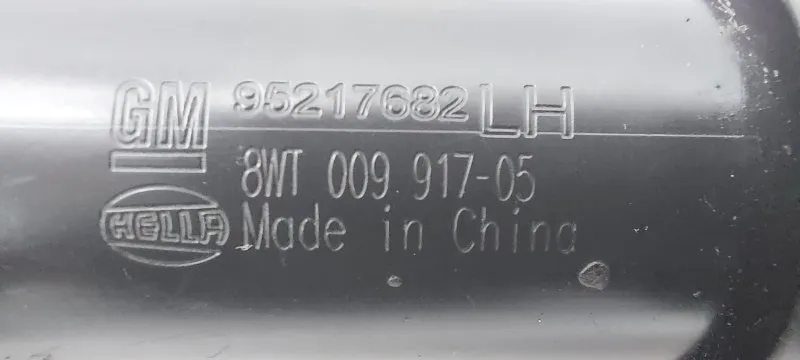 GM 95217682 LH
8WT 009 917-05
HELLA Made in China